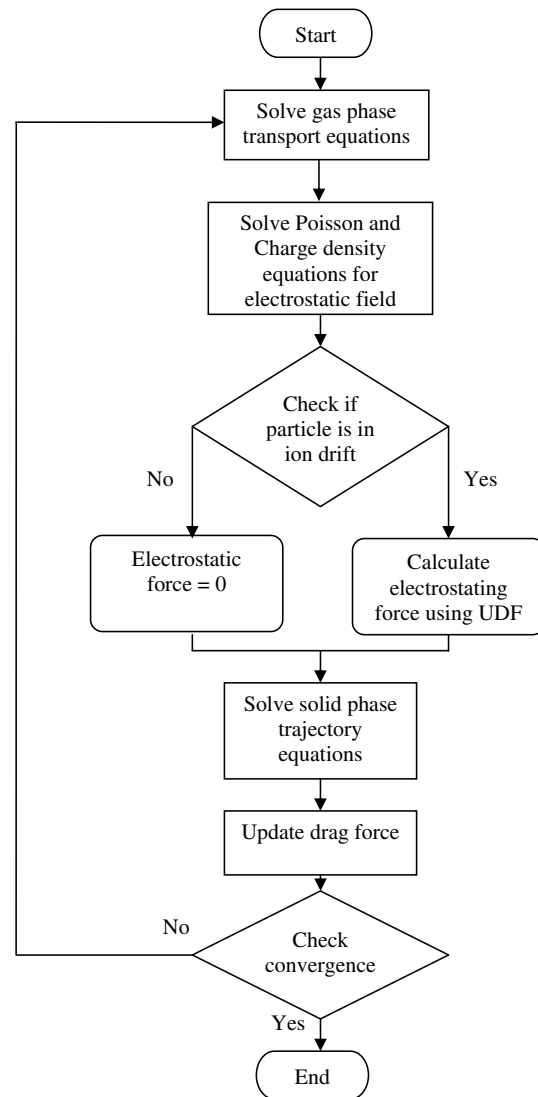 Start
Solve gas phase
transport equations
Solve Poisson and
Charge density
equations for
electrostatic field
Check if
particle is in
ion drift
No
Yes
Electrostatic
force = 0
Calculate
electrostating
force using UDF
Solve solid phase
trajectory
equations
Update drag force
No
Check
convergence
Yes
End